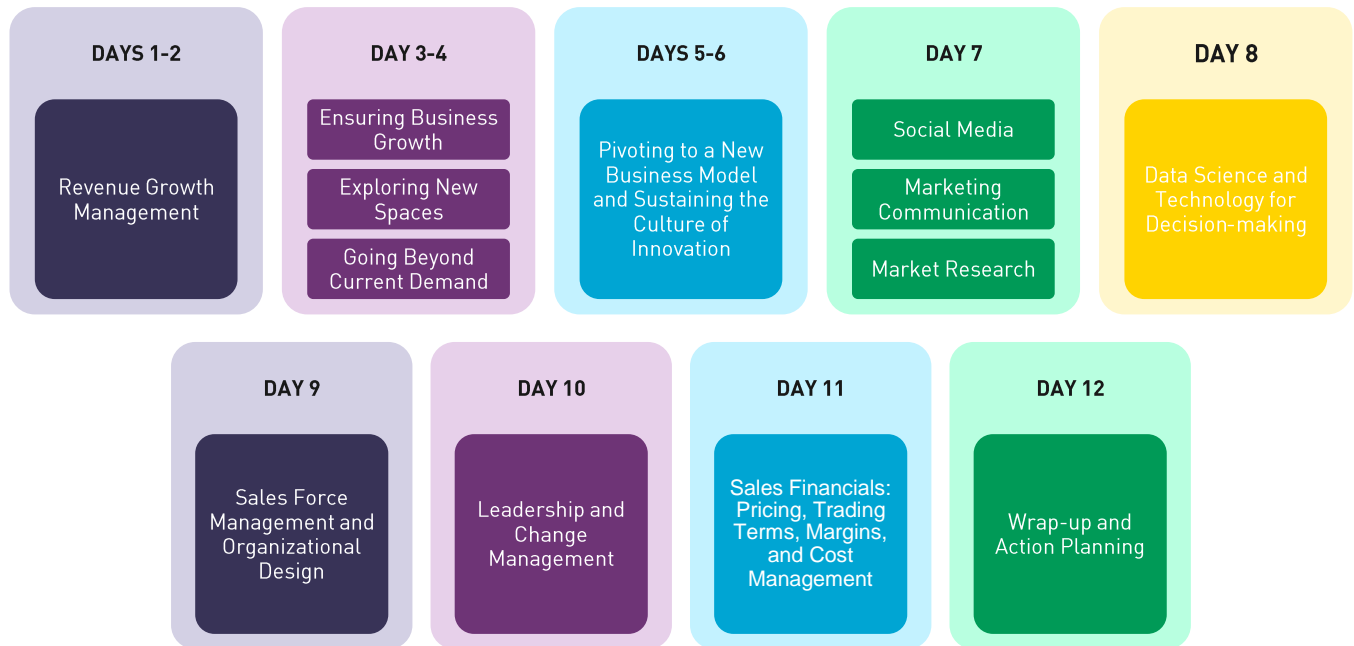 DAYS 1-2
Revenue Growth
Management
DAY 3-4
Ensuring Business
Growth
Exploring New
Spaces
Going Beyond
Current Demand
DAYS 5-6
Pivoting to a New
Business Model
and Sustaining the
Culture of
Innovation
DAY 7
Social Media
Marketing
Communication
Market Research
DAY 8
Data Science and
Technology for
Decision-making
DAY 9
Sales Force
Management and
Organizational
Design
DAY 10
Leadership and
Change
Management
DAY 11
Sales Financials:
Pricing, Trading
Terms, Margins,
and Cost
Management
DAY 12
Wrap-up and
Action Planning